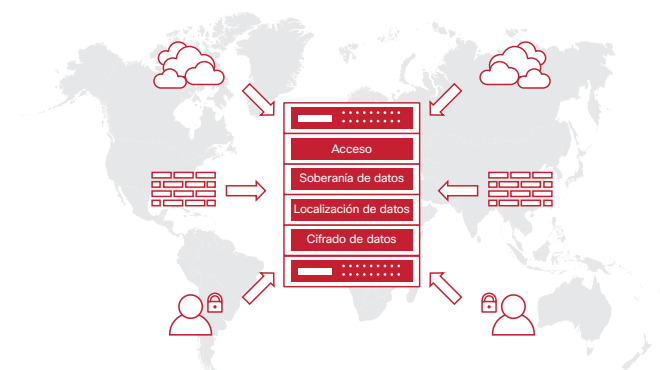 Acceso
Soberanía de datos
Localización de datos
Cifrado de datos